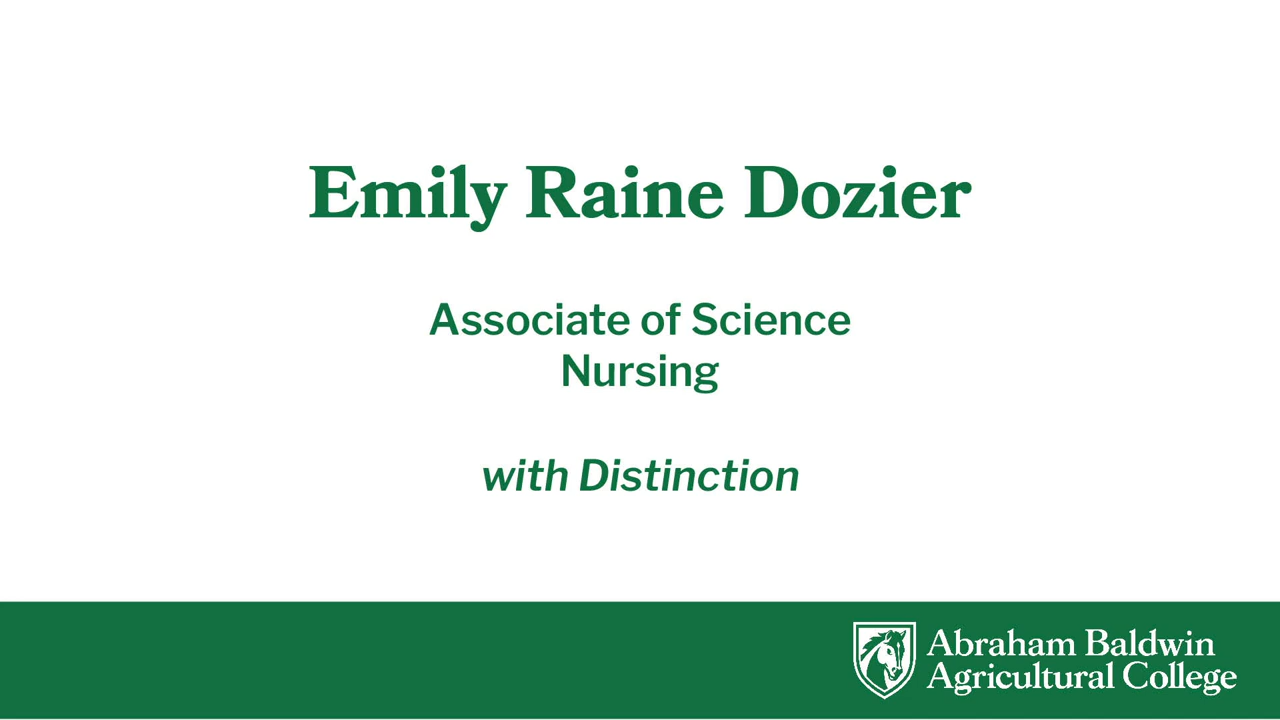 Emily Raine Dozier
Associate of Science
Nursing
with Distinction
Abraham Baldwin
Agricultural College